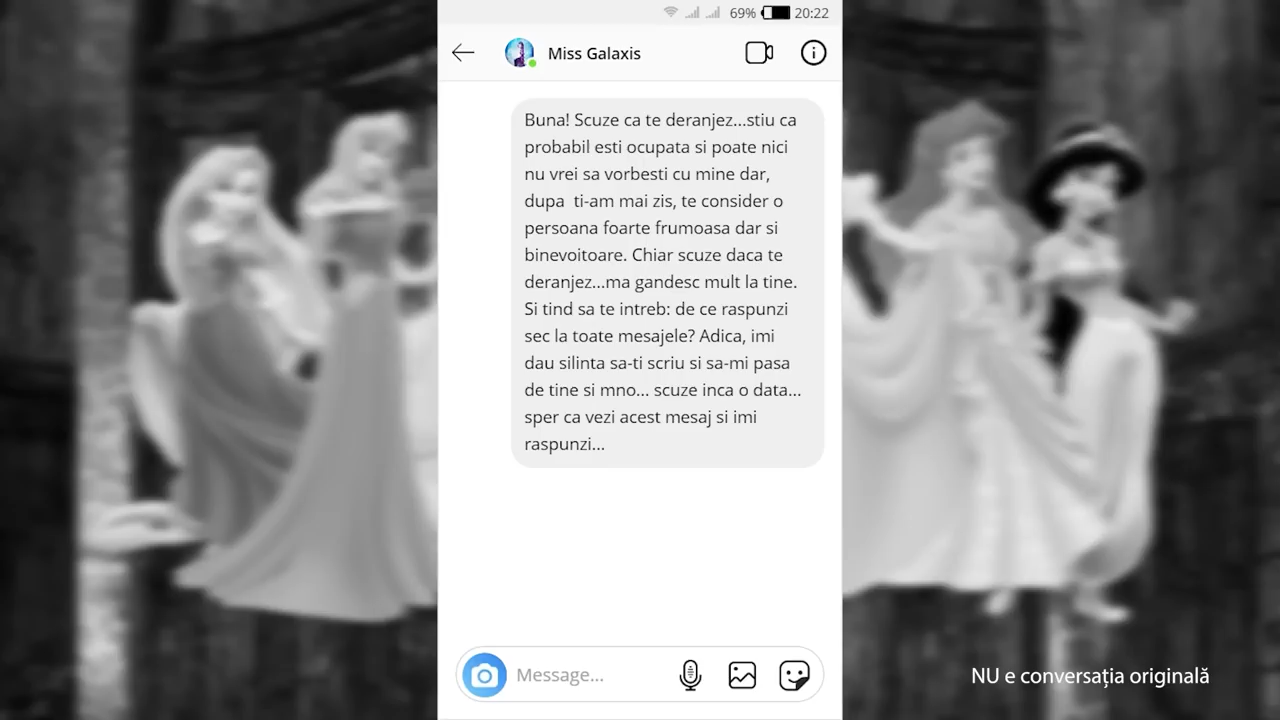 69% 20:22
Miss Galaxis
Buna! Scuze ca te deranjez...stiu ca
probabil esti ocupata si poate nici
nu vrei sa vorbesti cu mine dar,
dupa  ti-am mai zis, te consider o
persoana foarte frumoasa dar si
binevoitoare. Chiar scuze daca te
deranjez...ma gandesc mult la tine.
Si tind sa te intreb: de ce raspunzi
sec la toate mesajele? Adica, imi
dau silinta sa-ti scriu si sa-mi pasa
de tine si mno... scuze inca o data...
sper ca vezi acest mesaj si imi
raspunzi...
Message...
NU e conversația originală